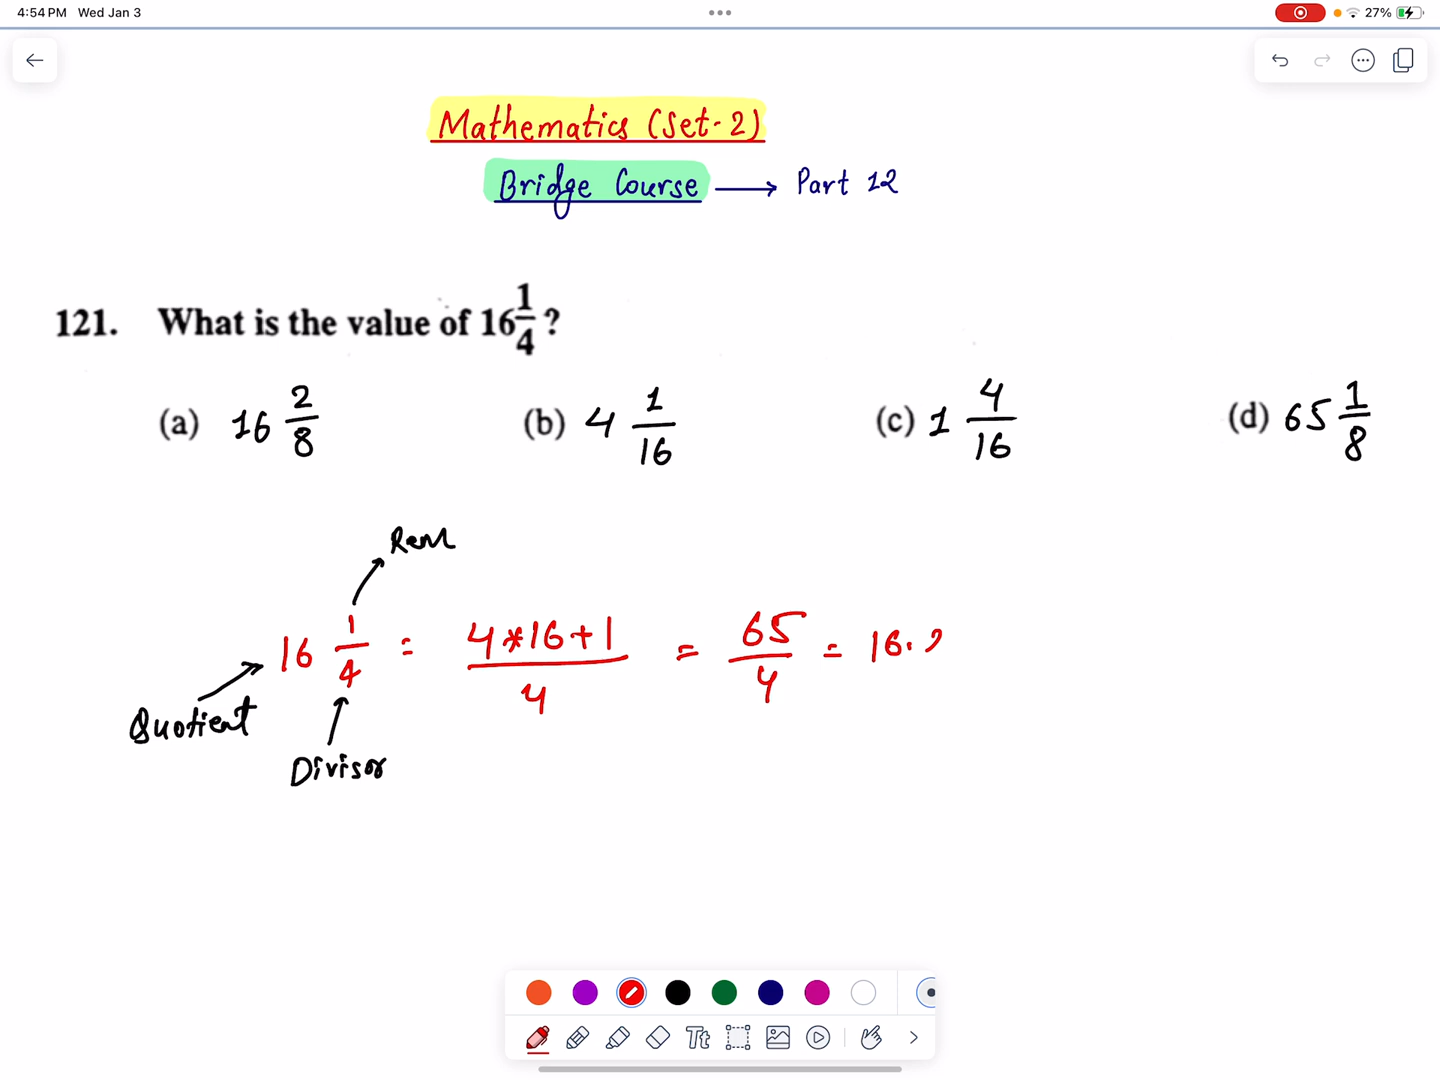 4:54 PM Wed Jan 3
27%
Mathematics (Set-2)
Bridge Course → Part 12
121. What is the value of 16 1/4 ?
(a) 16 2/8 (b) 4 1/16 (c) 1 4/16 (d) 65 1/8
Rem
16 1/4 = 4*16+1/4 = 65/4 = 16.2
Quotient
Divisor
Tt